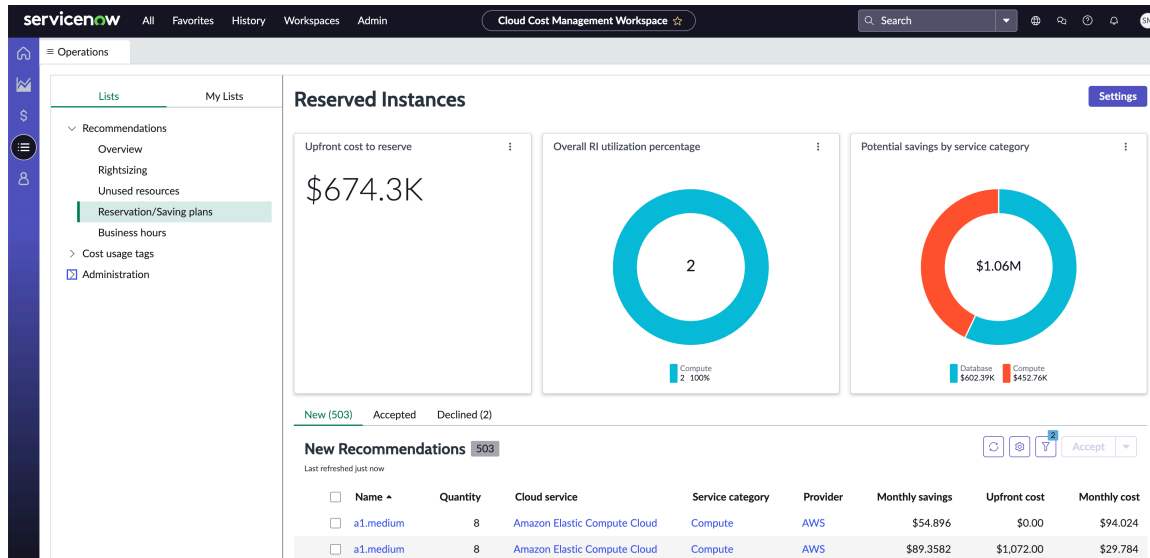 servicenow All Favorites History Workspaces Admin Cloud Cost Management Workspace Search SM
Operations
Lists My Lists
Recommendations
Overview
Rightsizing
Unused resources
Reservation/Saving plans
Business hours
Cost usage tags
Administration
Reserved Instances Settings
Upfront cost to reserve
$674.3K
Overall RI utilization percentage
2
Compute
2 100%
Potential savings by service category
$1.06M
Database Compute
$602.39K $452.76K
New (503) Accepted Declined (2)
New Recommendations 503 2 Accept
Last refreshed just now
Name Quantity Cloud service Service category Provider Monthly savings Upfront cost Monthly cost
a1.medium 8 Amazon Elastic Compute Cloud Compute AWS $54.896 $0.00 $94.024
a1.medium 8 Amazon Elastic Compute Cloud Compute AWS $89.3582 $1,072.00 $29.784